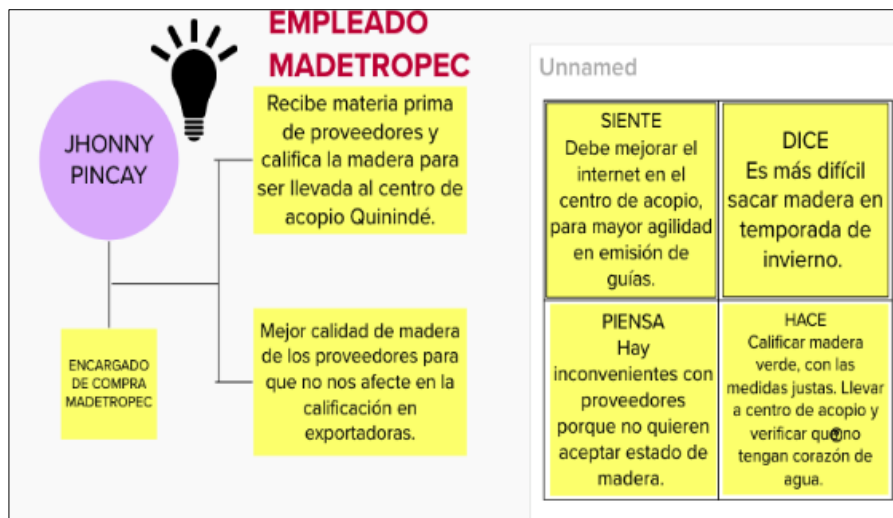 EMPLEADO
MADETROPEC
JHONNY
PINCAY
Recibe materia prima
de proveedores y
califica la madera para
ser llevada al centro de
acopio Quinindé.
ENCARGADO
DE COMPRA
MADETROPEC
Mejor calidad de madera
de los proveedores para
que no nos afecte en la
calificación en
exportadoras.
Unnamed
SIENTE
Debe mejorar el
internet en el
centro de acopio,
para mayor agilidad
en emisión de
guías.
DICE
Es más difícil
sacar madera en
temporada de
invierno.
PIENSA
Hay
inconvenientes con
proveedores
porque no quieren
aceptar estado de
madera.
HACE
Calificar madera
verde, con las
medidas justas. Llevar
a centro de acopio y
verificar que no
tengan corazón de
agua.